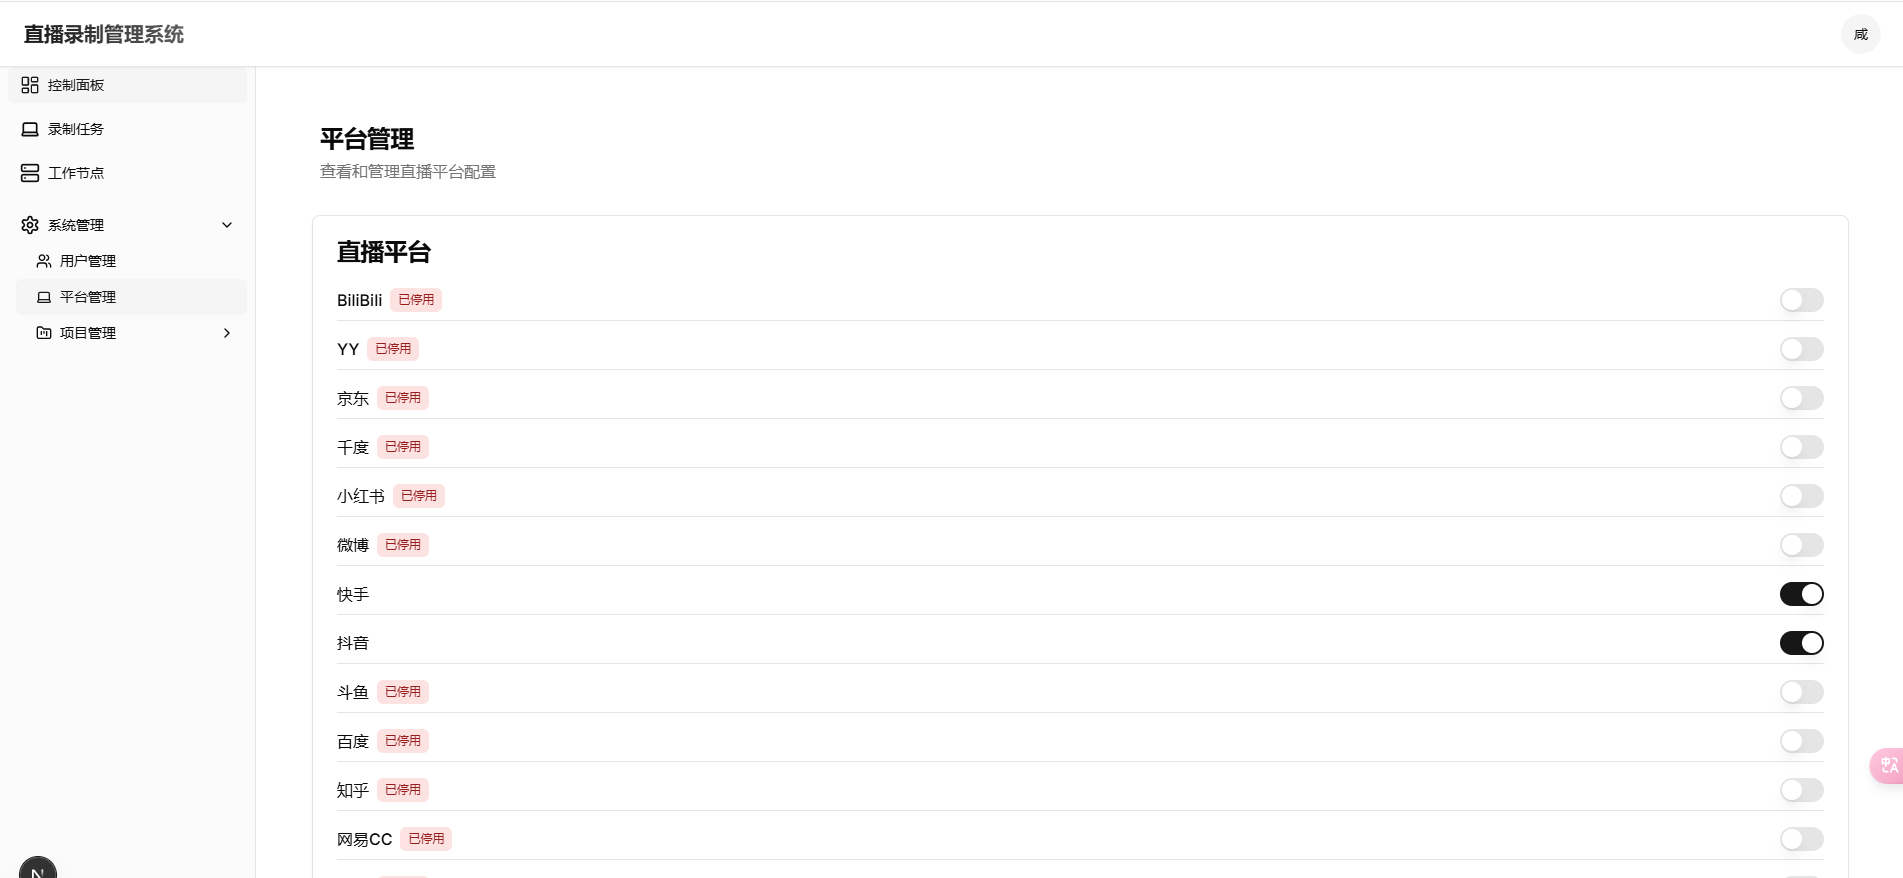 直播录制管理系统
咸
控制面板
录制任务
工作节点
系统管理
用户管理
平台管理
项目管理
平台管理
查看和管理直播平台配置
直播平台
BiliBili 已停用
YY 已停用
京东 已停用
千度 已停用
小红书 已停用
微博 已停用
快手
抖音
斗鱼 已停用
百度 已停用
知乎 已停用
网易CC 已停用
N